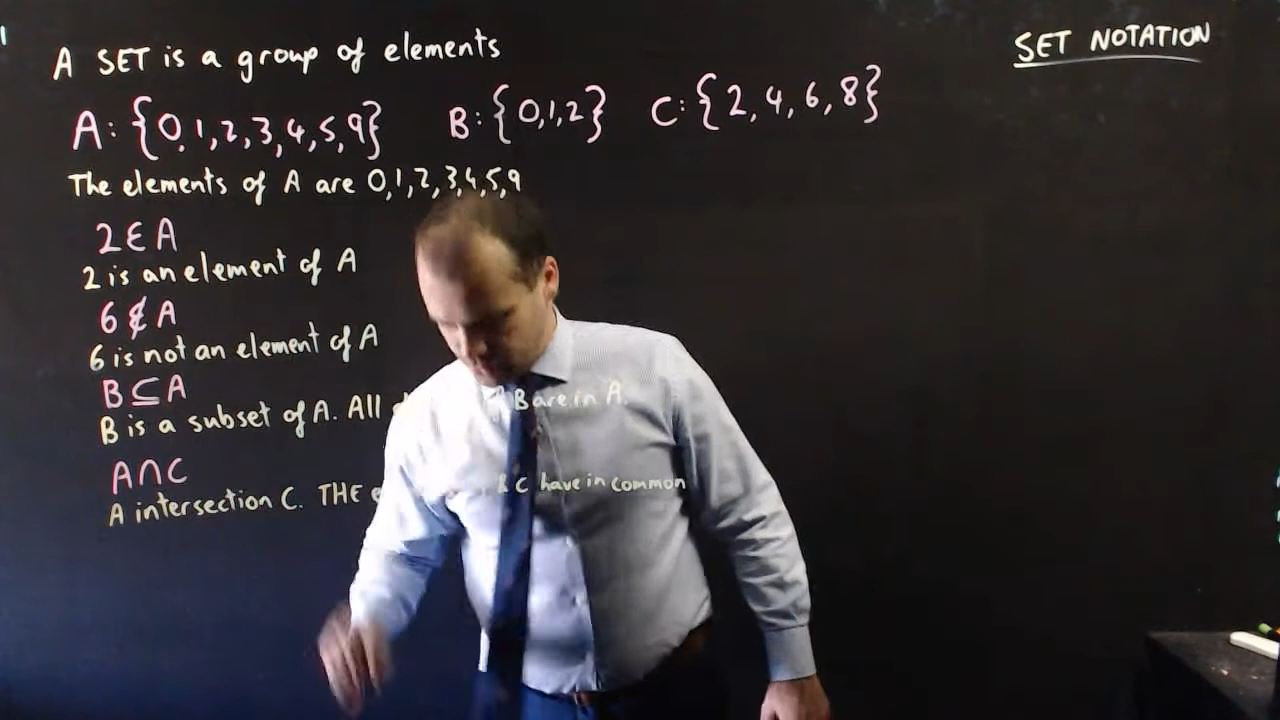 SET NOTATION
A SET is a group of elements
A: {0,1,2,3,4,5,9} B: {0,1,2} C: {2,4,6,8}
The elements of A are 0,1,2,3,4,5,9
2 ∈ A
2 is an element of A
6 ∉ A
6 is not an element of A
B ⊆ A
B is a subset of A. All B are in A.
A ∩ C
A intersection C. THE & C have in common